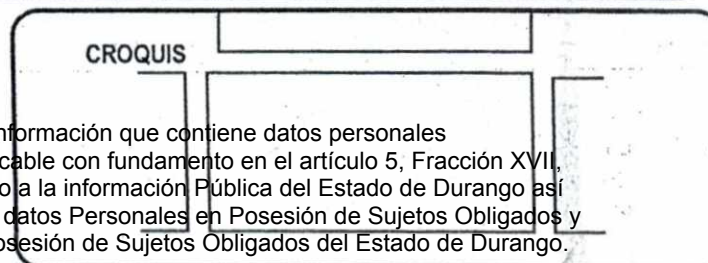 CROQUIS
nformación que contiene datos personales
cable con fundamento en el artículo 5, Fracción XVII,
o a la información Pública del Estado de Durango así
datos Personales en Posesión de Sujetos Obligados y
osesión de Sujetos Obligados del Estado de Durango.